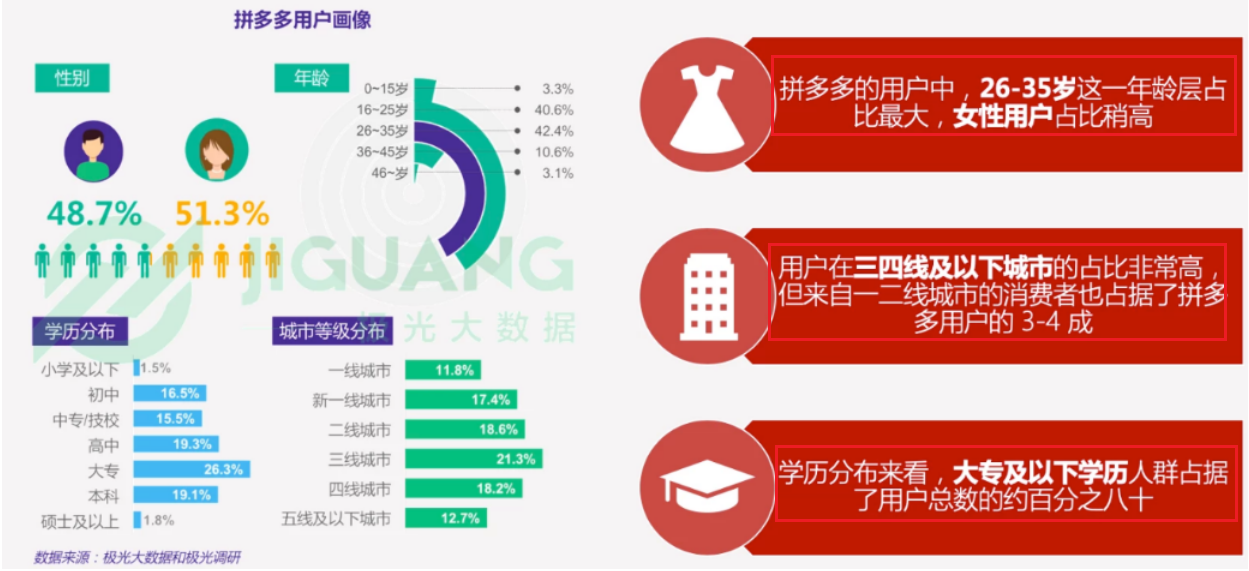 拼多多用户画像
性别
48.7%
51.3%
年龄
0~15岁 3.3%
16~25岁 40.6%
26~35岁 42.4%
36~45岁 10.6%
46~岁 3.1%
JIGUANG
极光大数据
学历分布
小学及以下 1.5%
初中 16.5%
中专/技校 15.5%
高中 19.3%
大专 26.3%
本科 19.1%
硕士及以上 1.8%
城市等级分布
一线城市 11.8%
新一线城市 17.4%
二线城市 18.6%
三线城市 21.3%
四线城市 18.2%
五线及以下城市 12.7%
数据来源：极光大数据和极光调研
拼多多的用户中，26-35岁这一年龄层占
比最大，女性用户占比稍高
用户在三四线及以下城市的占比非常高，
但来自一二线城市的消费者也占据了拼多
多用户的 3-4 成
学历分布来看，大专及以下学历人群占据
了用户总数的约百分之八十